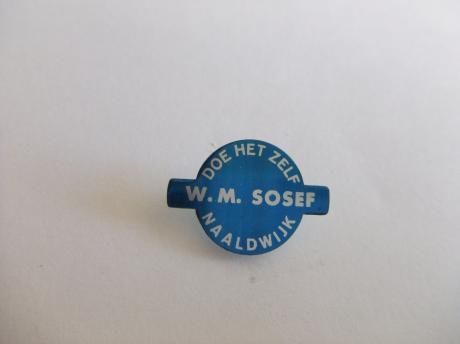 DOE HET ZELF
W.M. SOSEF
NAALDWIJK